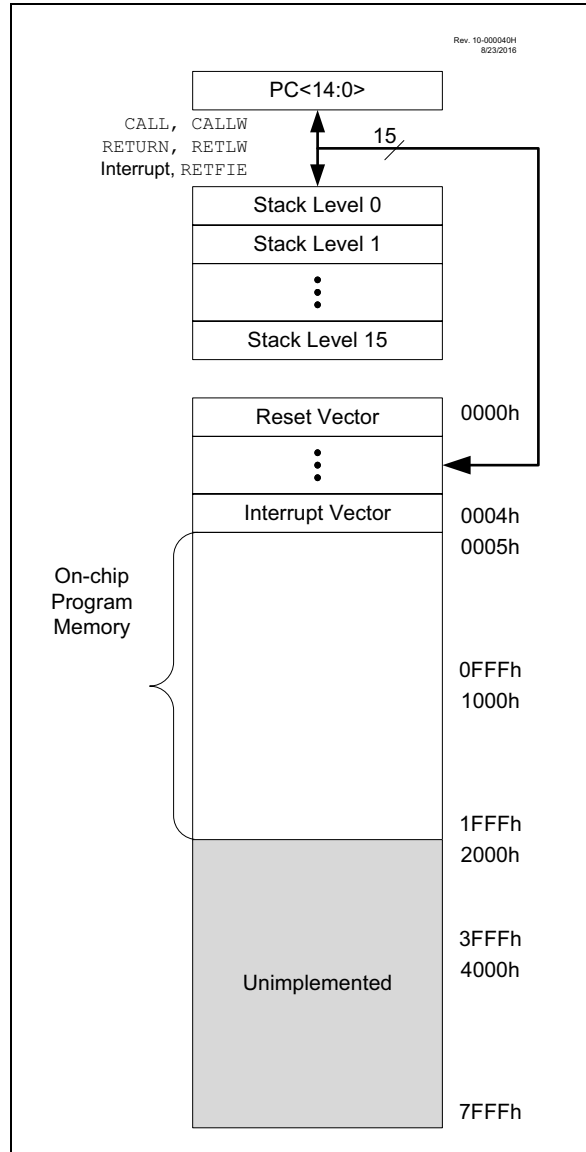 Rev. 10-000040H
8/23/2016
PC<14:0>
CALL, CALLW
RETURN, RETLW
Interrupt, RETFIE
15
Stack Level 0
Stack Level 1
Stack Level 15
Reset Vector
0000h
Interrupt Vector
0004h
0005h
On-chip
Program
Memory
0FFFh
1000h
1FFFh
2000h
3FFFh
4000h
Unimplemented
7FFFh